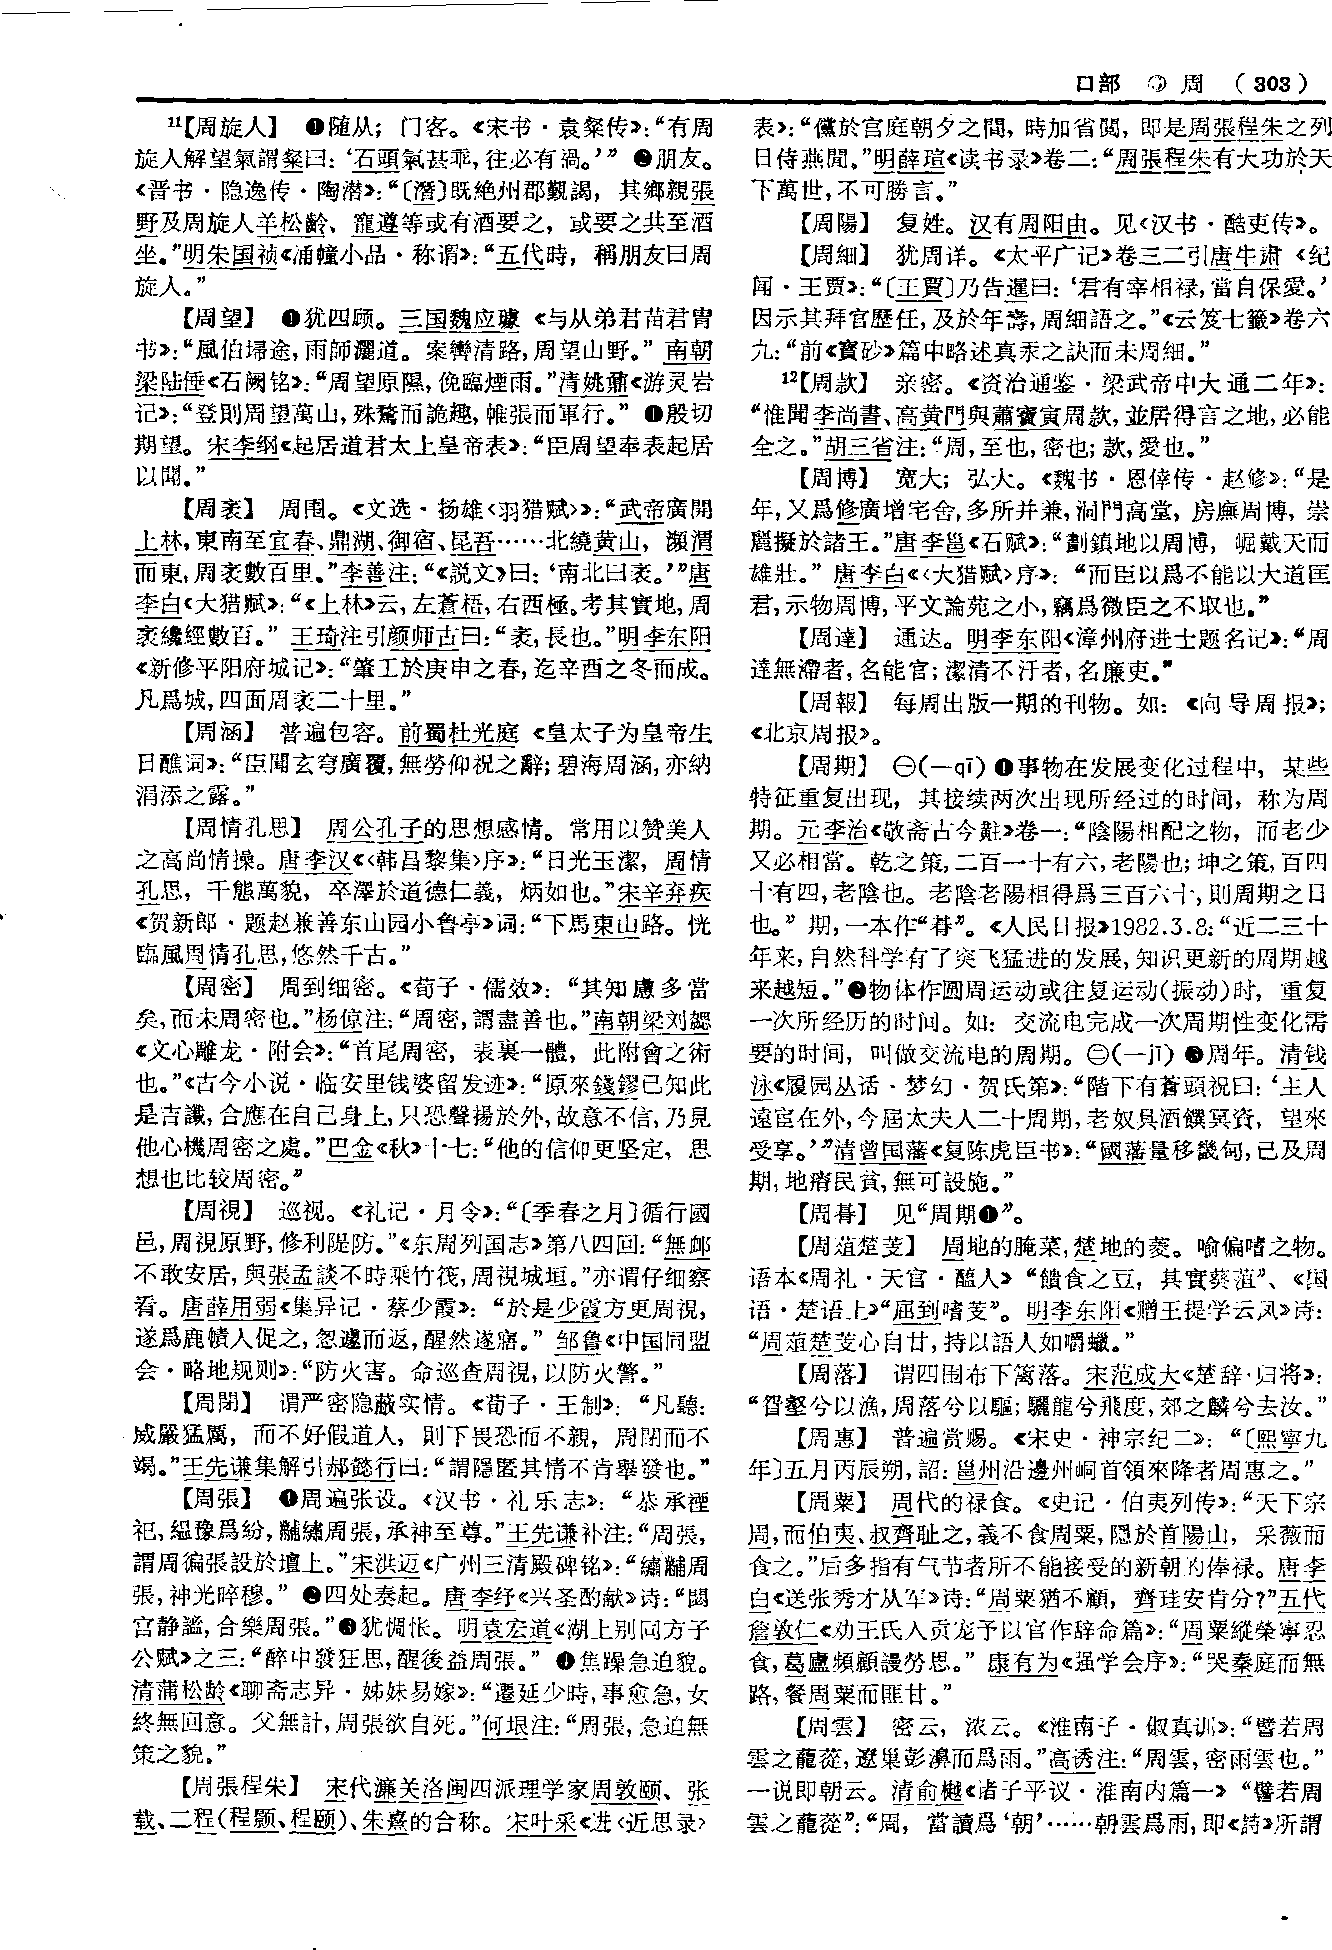 口部 ⑤ 周 （303）
¹¹【周旋人】 ❶随从；门客。《宋书·袁粲传》：“有周
旋人解望氣謂粲曰：‘石頭氣甚乖，往必有禍。’” ❷朋友。
《晋书·隐逸传·陶潜》：“〔潛〕既絶州郡覲謁，其鄉親張
野及周旋人羊松齡、寵遵等或有酒要之，或要之共至酒
坐。”明朱国祯《涌幢小品·称谓》：“五代時，稱朋友曰周
旋人。”
【周望】 ❶犹四顾。三国魏应璩《与从弟君苗君胄
书》：“風伯埽途，雨師灑道。案轡清路，周望山野。” 南朝
梁陆倕《石阙铭》：“周望原隰，俛臨煙雨。”清姚鼐《游灵岩
记》：“登則周望萬山，殊騖而詭趣，帷張而軍行。” ❶殷切
期望。宋李纲《起居道君太上皇帝表》：“臣周望奉表起居
以聞。”
【周袤】 周围。《文选·扬雄〈羽猎赋〉》：“武帝廣開
上林，東南至宜春、鼎湖、御宿、昆吾……北繞黄山，瀕渭
而東，周袤數百里。”李善注：“《説文》曰：‘南北曰袤。’”唐
李白《大猎赋》：“《上林》云，左蒼梧，右西極。考其實地，周
袤纔經數百。” 王琦注引颜师古曰：“袤，長也。”明李东阳
《新修平阳府城记》：“肇工於庚申之春，迄辛酉之冬而成。
凡爲城，四面周袤二十里。”
【周涵】 普遍包容。前蜀杜光庭《皇太子为皇帝生
日醮词》：“臣聞玄穹廣覆，無勞仰祝之辭；碧海周涵，亦納
涓添之露。”
【周情孔思】 周公孔子的思想感情。常用以赞美人
之高尚情操。唐李汉《〈韩昌黎集〉序》：“日光玉潔，周情
孔思，千態萬貌，卒澤於道德仁義，炳如也。”宋辛弃疾
《贺新郎·题赵兼善东山园小鲁亭》词：“下馬東山路。恍
臨風周情孔思，悠然千古。”
【周密】 周到细密。《荀子·儒效》：“其知慮多當
矣，而未周密也。”杨倞注：“周密，謂盡善也。”南朝梁刘勰
《文心雕龙·附会》：“首尾周密，表裏一體，此附會之術
也。”《古今小说·临安里钱婆留发迹》：“原來錢鏐已知此
是吉讖，合應在自己身上，只恐聲揚於外，故意不信，乃見
他心機周密之處。”巴金《秋》十七：“他的信仰更坚定，思
想也比较周密。”
【周視】 巡视。《礼记·月令》：“〔季春之月〕循行國
邑，周視原野，修利隄防。”《东周列国志》第八四回：“無卹
不敢安居，與張孟談不時乘竹筏，周視城垣。”亦谓仔细察
看。唐薛用弱《集异记·蔡少霞》：“於是少霞方更周視，
遂爲鹿幘人促之，怱遽而返，醒然遂寤。” 邹鲁《中国同盟
会·略地规则》：“防火害。命巡查周視，以防火警。”
【周閉】 谓严密隐蔽实情。《荀子·王制》：“凡聽：
威嚴猛厲，而不好假道人，則下畏恐而不親，周閉而不
竭。”王先谦集解引郝懿行曰：“謂隱匿其情不肯舉發也。”
【周張】 ❶周遍张设。《汉书·礼乐志》：“恭承禋
祀，緼豫爲紛，黼繡周張，承神至尊。”王先谦补注：“周張，
謂周徧張設於壇上。”宋洪迈《广州三清殿碑铭》：“繡黼周
張，神光晬穆。” ❷四处奏起。唐李纾《兴圣酌献》诗：“閟
宫静謐，合樂周張。”❸犹惆怅。明袁宏道《湖上别同方子
公赋》之三：“醉中發狂思，醒後益周張。” ❹焦躁急迫貌。
清蒲松龄《聊斋志异·姊妹易嫁》：“遷延少時，事愈急，女
終無回意。父無計，周張欲自死。”何垠注：“周張，急迫無
策之貌。”
【周張程朱】 宋代濂关洛闽四派理学家周敦颐、张
载、二程（程颢、程颐）、朱熹的合称。宋叶采《进〈近思录〉
表》：“儻於宫庭朝夕之間，時加省閲，即是周張程朱之列
日侍燕閒。”明薛瑄《读书录》卷二：“周張程朱有大功於天
下萬世，不可勝言。”
【周陽】 复姓。汉有周阳由。见《汉书·酷吏传》。
【周細】 犹周详。《太平广记》卷三二引唐牛肃《纪
闻·王贾》：“〔王賈〕乃告暹曰：‘君有宰相禄，當自保愛。’
因示其拜官歷任，及於年壽，周細語之。”《云笈七籤》卷六
九：“前《寳砂》篇中略述真汞之訣而未周細。”
¹²【周款】 亲密。《资治通鉴·梁武帝中大通二年》：
“惟聞李尚書、高黄門與蕭寳寅周款，並居得言之地，必能
全之。”胡三省注：“周，至也，密也；款，愛也。”
【周博】 宽大；弘大。《魏书·恩倖传·赵修》：“是
年，又爲修廣增宅舍，多所并兼，洞門高堂，房廡周博，崇
麗擬於諸王。”唐李邕《石赋》：“劃鎮地以周博，崛戴天而
雄壯。” 唐李白《〈大猎赋〉序》：“而臣以爲不能以大道匡
君，示物周博，平文論苑之小，竊爲微臣之不取也。”
【周達】 通达。明李东阳《漳州府进士题名记》：“周
達無滯者，名能官；潔清不汙者，名廉吏。”
【周報】 每周出版一期的刊物。如：《向导周报》；
《北京周报》。
【周期】 ㊀（—qī）❶事物在发展变化过程中，某些
特征重复出现，其接续两次出现所经过的时间，称为周
期。元李治《敬斋古今黈》卷一：“陰陽相配之物，而老少
又必相當。乾之策，二百一十有六，老陽也；坤之策，百四
十有四，老陰也。老陰老陽相得爲三百六十，則周期之日
也。” 期，一本作“朞”。《人民日报》1982.3.8：“近二三十
年来，自然科学有了突飞猛进的发展，知识更新的周期越
来越短。”❷物体作圆周运动或往复运动（振动）时，重复
一次所经历的时间。如：交流电完成一次周期性变化需
要的时间，叫做交流电的周期。㊁（—jī）❸周年。清钱
泳《履园丛话·梦幻·贺氏第》：“階下有蒼頭祝曰：‘主人
遠宦在外，今屆太夫人二十周期，老奴具酒饌冥資，望來
受享。’”清曾国藩《复陈虎臣书》：“國藩量移畿甸，已及周
期，地瘠民貧，無可設施。”
【周朞】 见“周期❶”。
【周菹楚芰】 周地的腌菜，楚地的菱。喻偏嗜之物。
语本《周礼·天官·醢人》“饋食之豆，其實葵菹”、《国
语·楚语上》“屈到嗜芰”。明李东阳《赠王提学云凤》诗：
“周菹楚芰心自甘，持以語人如嚼蠟。”
【周落】 谓四围布下篱落。宋范成大《楚辞·归将》：
“眢壑兮以漁，周落兮以驅；驪龍兮飛度，郊之麟兮去汝。”
【周惠】 普遍赏赐。《宋史·神宗纪二》：“〔熙寧九
年〕五月丙辰朔，詔：邕州沿邊州峒首領來降者周惠之。”
【周粟】 周代的禄食。《史记·伯夷列传》：“天下宗
周，而伯夷、叔齊耻之，義不食周粟，隱於首陽山，采薇而
食之。”后多指有气节者所不能接受的新朝的俸禄。唐李
白《送张秀才从军》诗：“周粟猶不顧，齊珪安肯分？”五代
詹敦仁《劝王氏入贡宠予以官作辞命篇》：“周粟縱榮寧忍
食，葛廬頻顧謾勞思。” 康有为《强学会序》：“哭秦庭而無
路，餐周粟而匪甘。”
【周雲】 密云，浓云。《淮南子·俶真训》：“譬若周
雲之蘢蓯，遼巢彭濞而爲雨。”高诱注：“周雲，密雨雲也。”
一说即朝云。清俞樾《诸子平议·淮南内篇一》“譬若周
雲之蘢蓯”：“周，當讀爲‘朝’……朝雲爲雨，即《詩》所謂